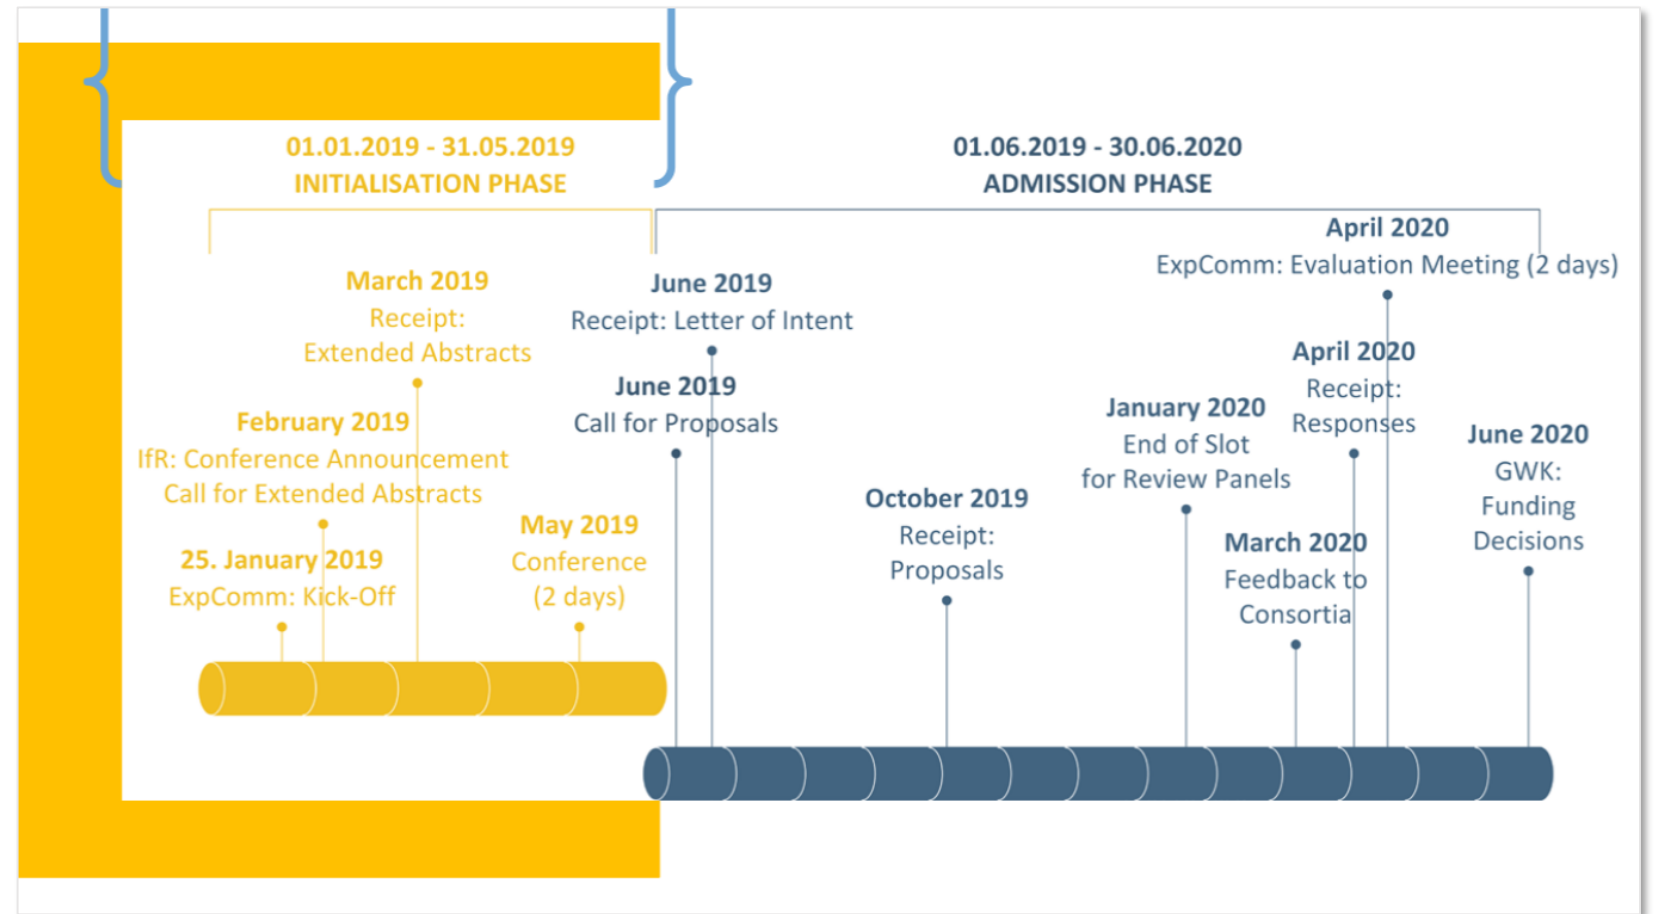 01.01.2019 - 31.05.2019
INITIALISATION PHASE
01.06.2019 - 30.06.2020
ADMISSION PHASE
25. January 2019
ExpComm: Kick-Off
February 2019
IfR: Conference Announcement
Call for Extended Abstracts
March 2019
Receipt:
Extended Abstracts
May 2019
Conference
(2 days)
June 2019
Call for Proposals
June 2019
Receipt: Letter of Intent
October 2019
Receipt:
Proposals
January 2020
End of Slot
for Review Panels
March 2020
Feedback to
Consortia
April 2020
Receipt:
Responses
April 2020
ExpComm: Evaluation Meeting (2 days)
June 2020
GWK:
Funding
Decisions